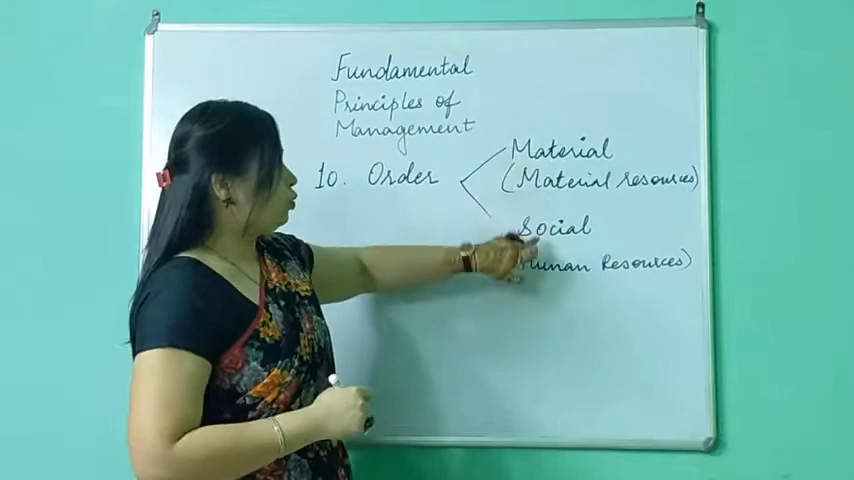 Fundamental
Principles of
Management
10. Order
Material
(Material resources)
Social
Human Resources)